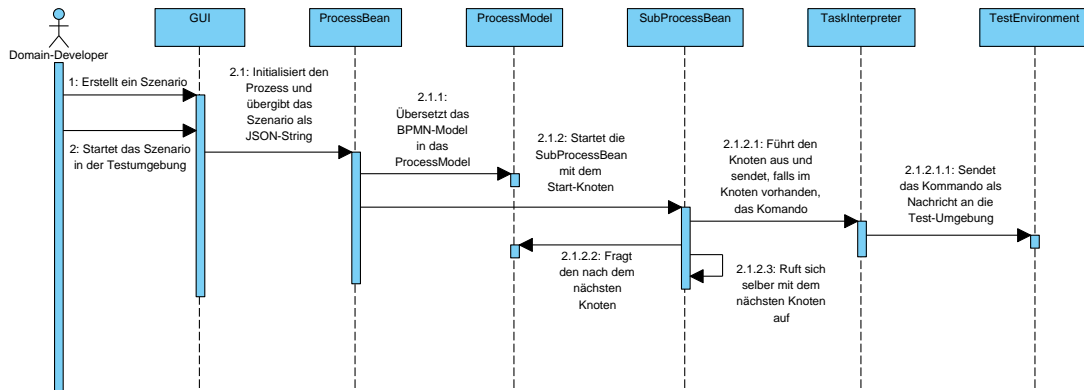 GUI
ProcessBean
ProcessModel
SubProcessBean
TaskInterpreter
TestEnvironment
Domain-Developer
1: Erstellt ein Szenario
2: Startet das Szenario
in der Testumgebung
2.1: Initialisiert den
Prozess und
übergibt das
Szenario als
JSON-String
2.1.1:
Übersetzt das
BPMN-Model
in das
ProcessModel
2.1.2: Startet die
SubProcessBean
mit dem
Start-Knoten
2.1.2.1: Führt den
Knoten aus und
sendet, falls im
Knoten vorhanden,
das Komando
2.1.2.1.1: Sendet
das Kommando als
Nachricht an die
Test-Umgebung
2.1.2.2: Fragt
den nach dem
nächsten
Knoten
2.1.2.3: Ruft sich
selber mit dem
nächsten Knoten
auf